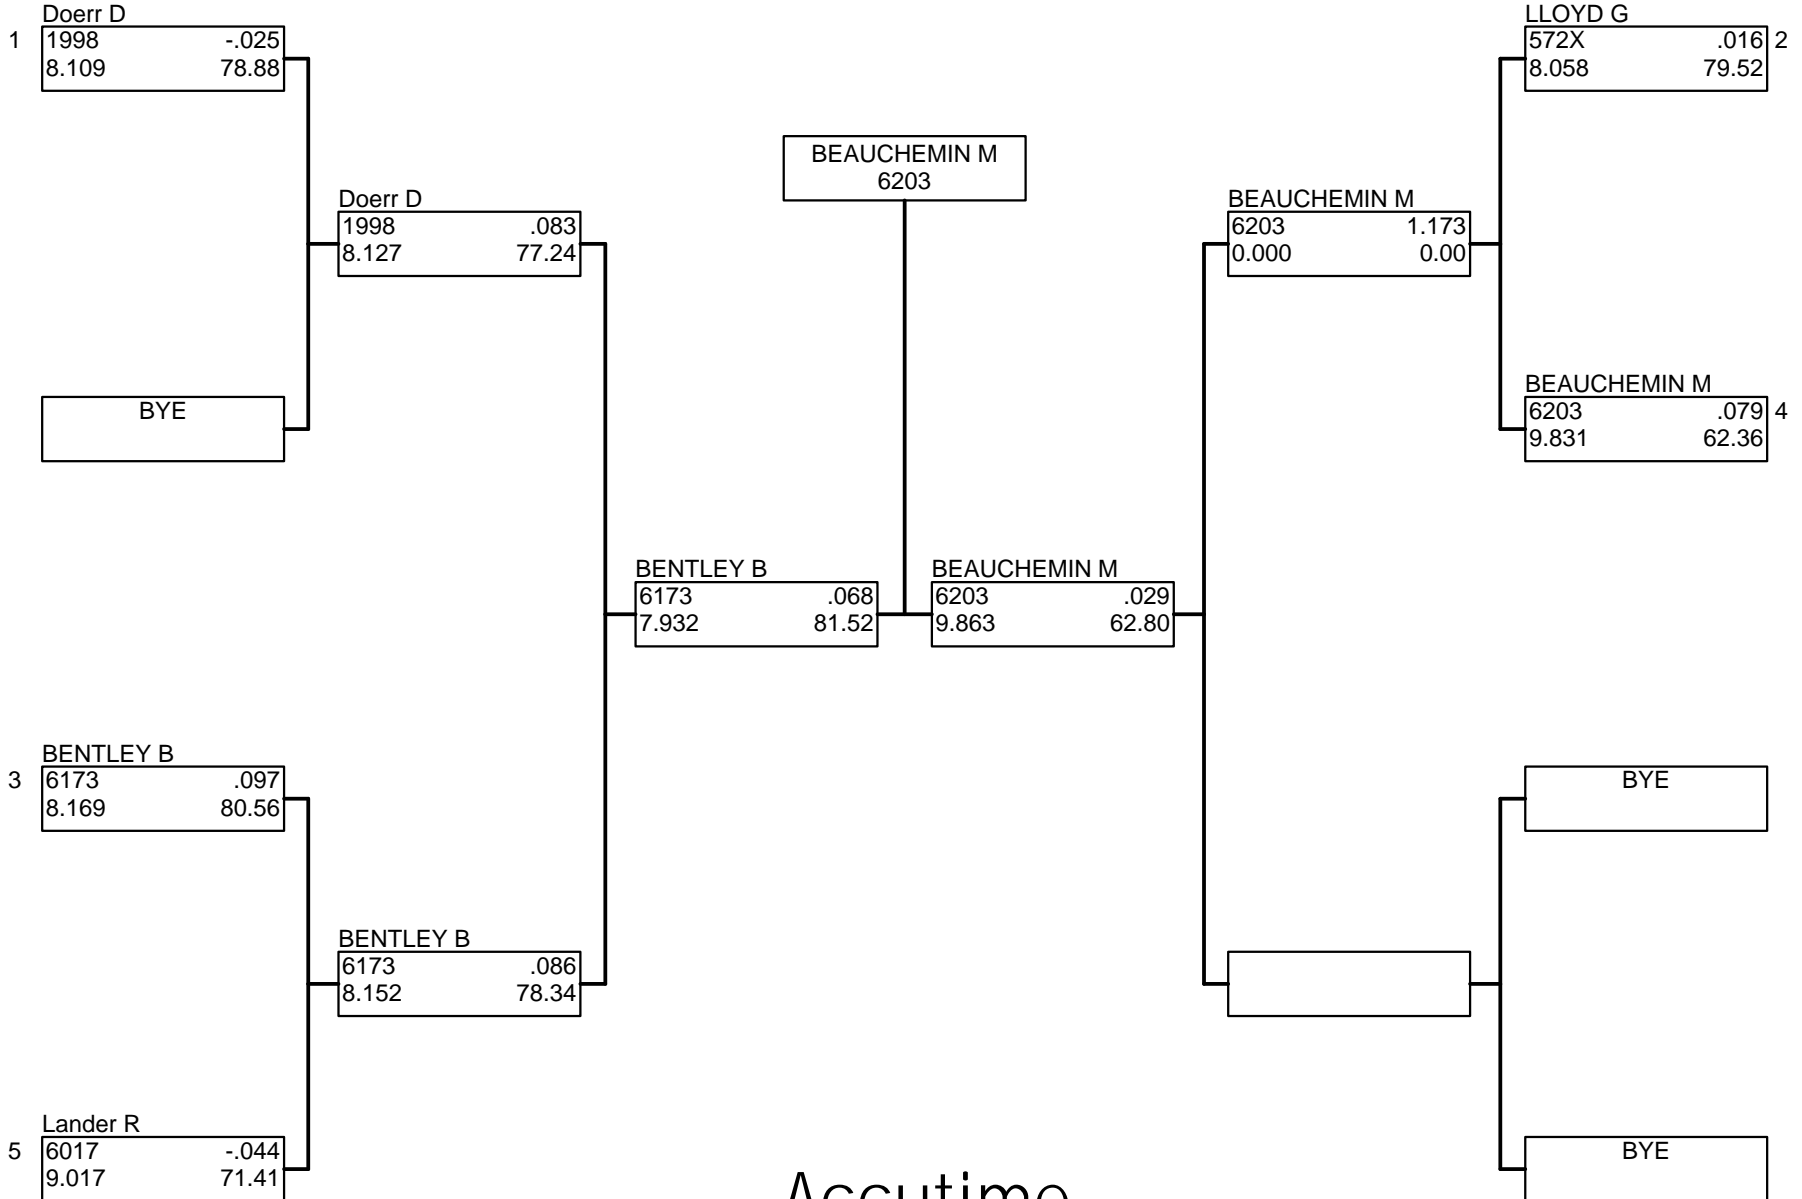 Doerr D
1 1998 -.025
8.109 78.88
BYE
BENTLEY B
3 6173 .097
8.169 80.56
Lander R
5 6017 -.044
9.017 71.41
Doerr D
1998 .083
8.127 77.24
BENTLEY B
6173 .086
8.152 78.34
BENTLEY B
6173 .068
7.932 81.52
BEAUCHEMIN M
6203
BEAUCHEMIN M
6203 .029
9.863 62.80
BEAUCHEMIN M
6203 1.173
0.000 0.00
LLOYD G
572X .016 2
8.058 79.52
BEAUCHEMIN M
6203 .079 4
9.831 62.36
BYE
BYE
Accutime